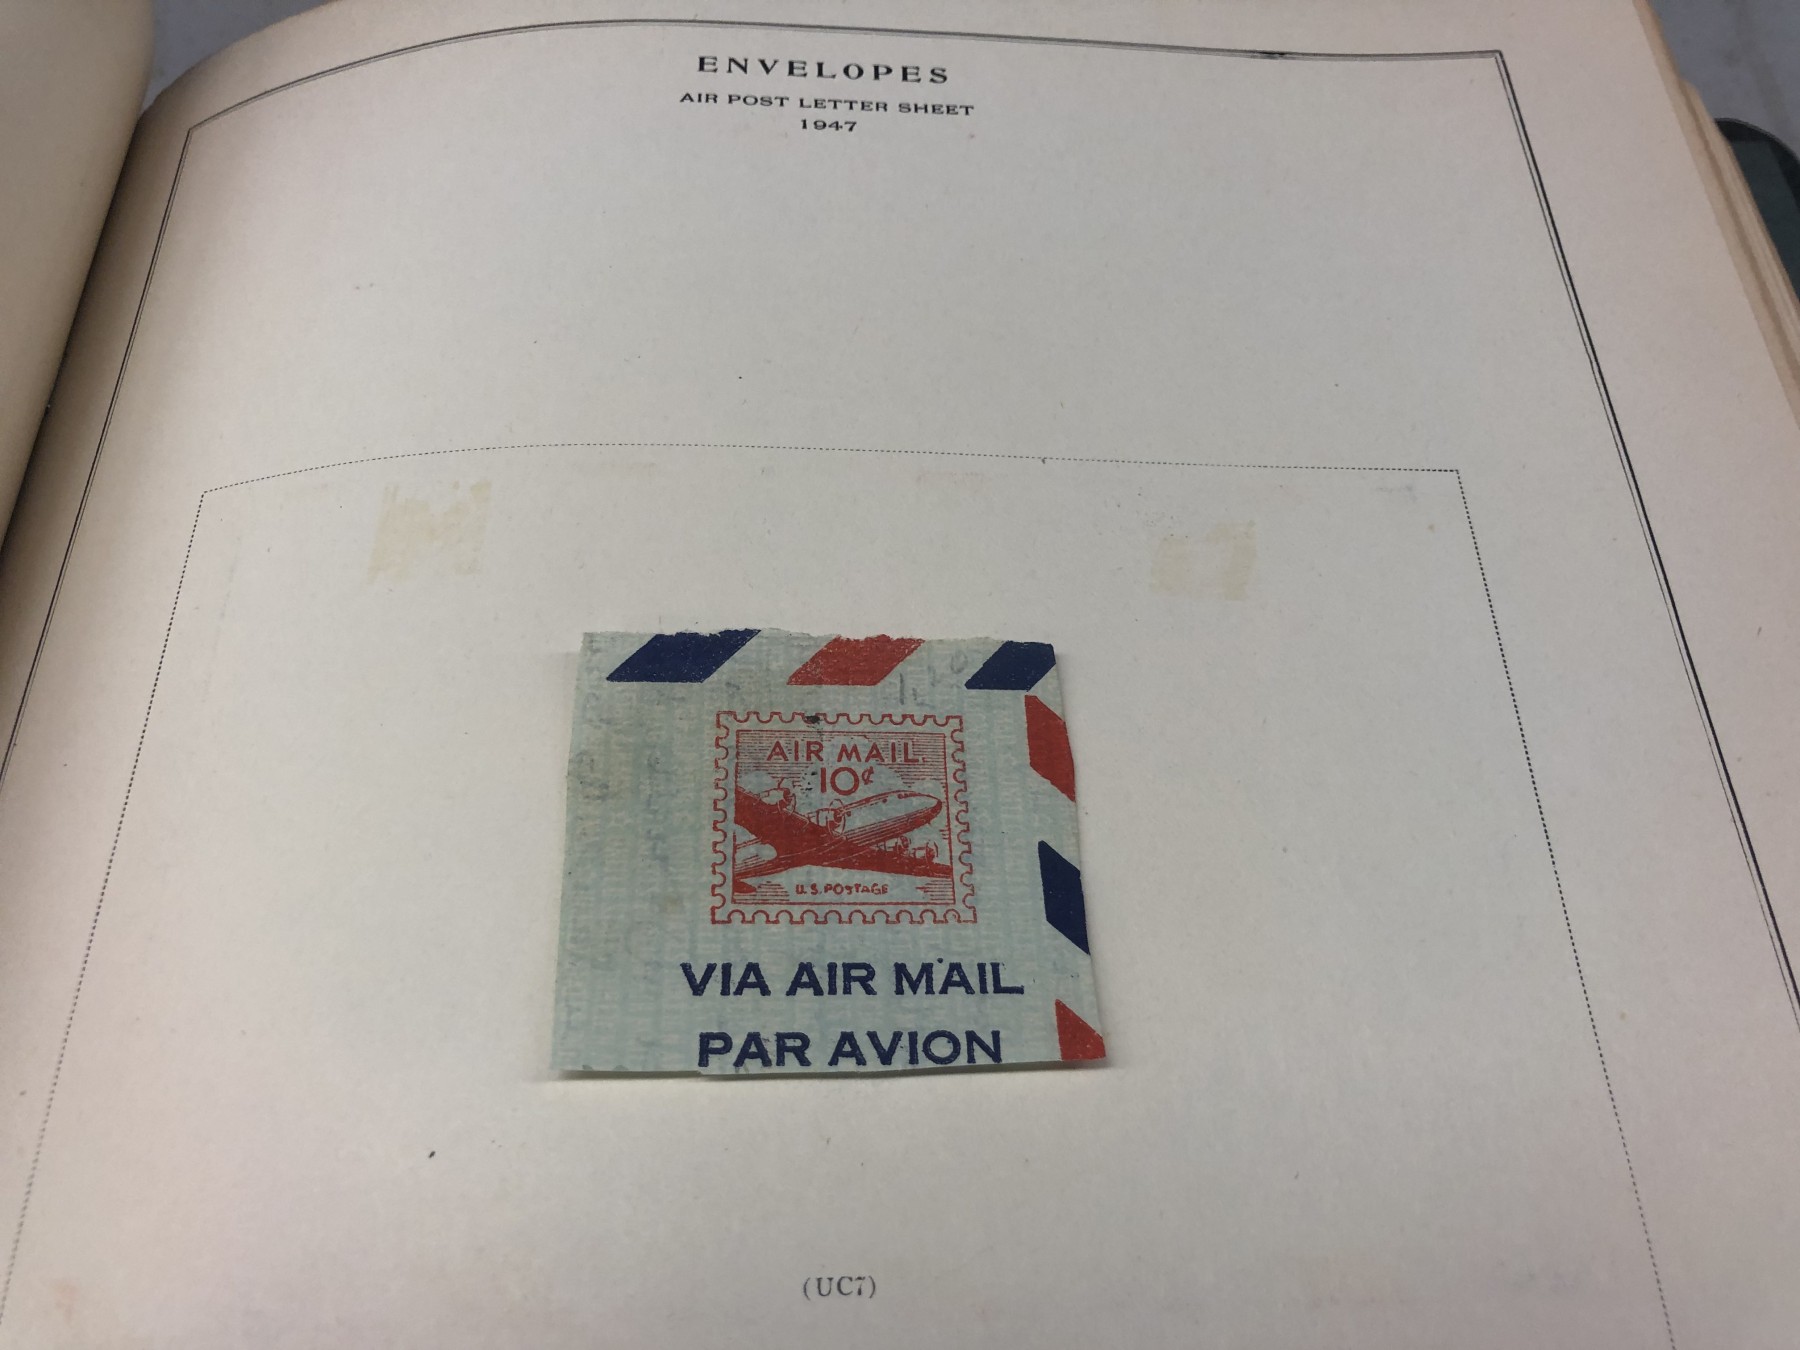 ENVELOPES
AIR POST LETTER SHEET
1947
AIR MAIL
10¢
U.S. POSTAGE
VIA AIR MAIL
PAR AVION
(UC7)